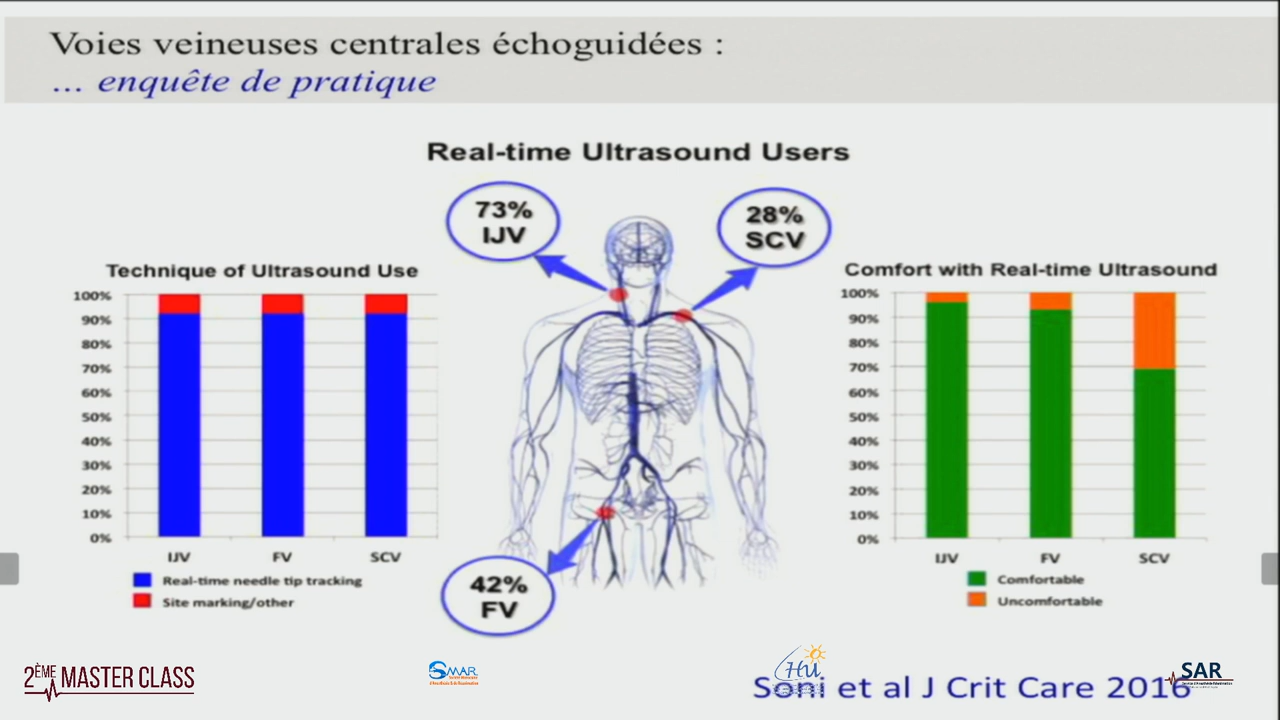 Voies veineuses centrales échoguidées :
... enquête de pratique
Real-time Ultrasound Users
73%
IJV
28%
SCV
42%
FV
Technique of Ultrasound Use
100%
90%
80%
70%
60%
50%
40%
30%
20%
10%
0%
IJV FV SCV
Real-time needle tip tracking
Site marking/other
Comfort with Real-time Ultrasound
100%
90%
80%
70%
60%
50%
40%
30%
20%
10%
0%
IJV FV SCV
Comfortable
Uncomfortable
2ÈME MASTER CLASS
SMAR
CHU
SAR
et al J Crit Care 2016